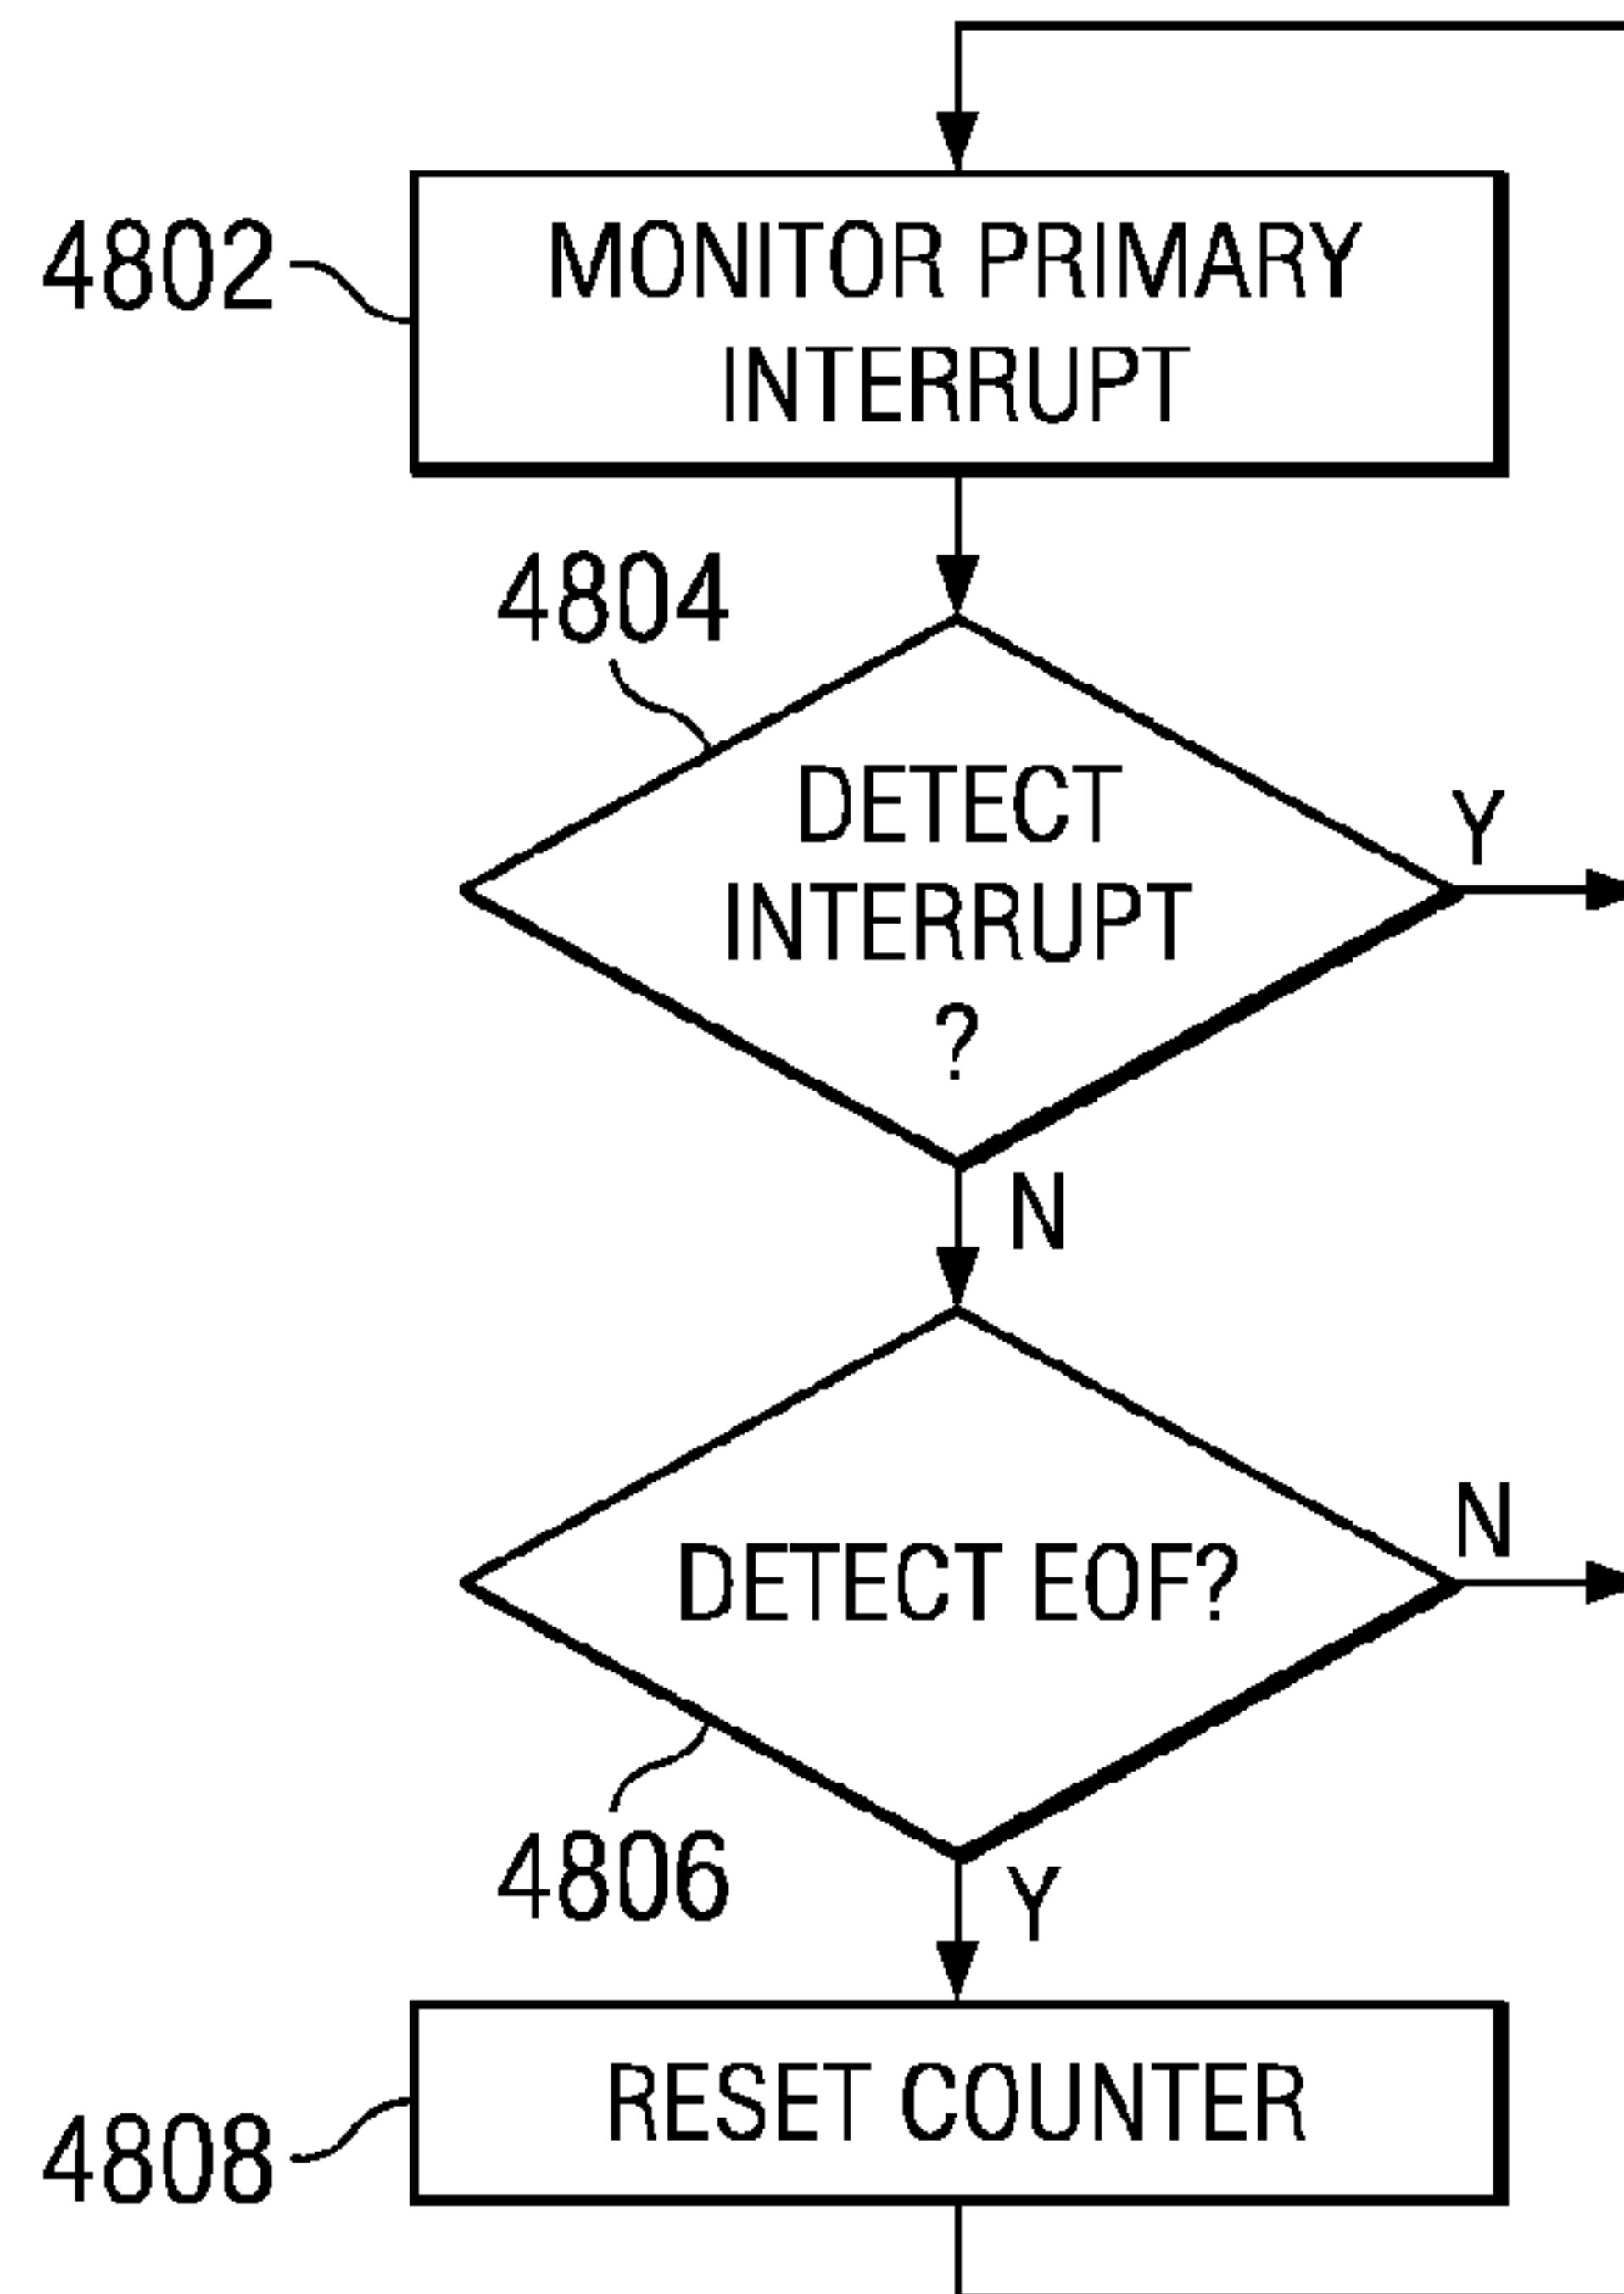 4802
MONITOR PRIMARY
INTERRUPT
4804
DETECT
INTERRUPT
?
Y
N
DETECT EOF?
N
4806
Y
RESET COUNTER
4808